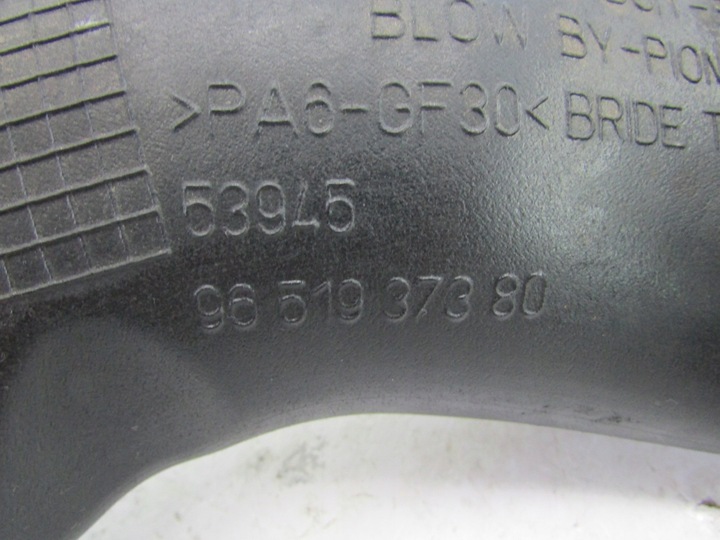 BLOW BY-PION
>PA6-GF30< BRIDE T
53945
96 519 373 80